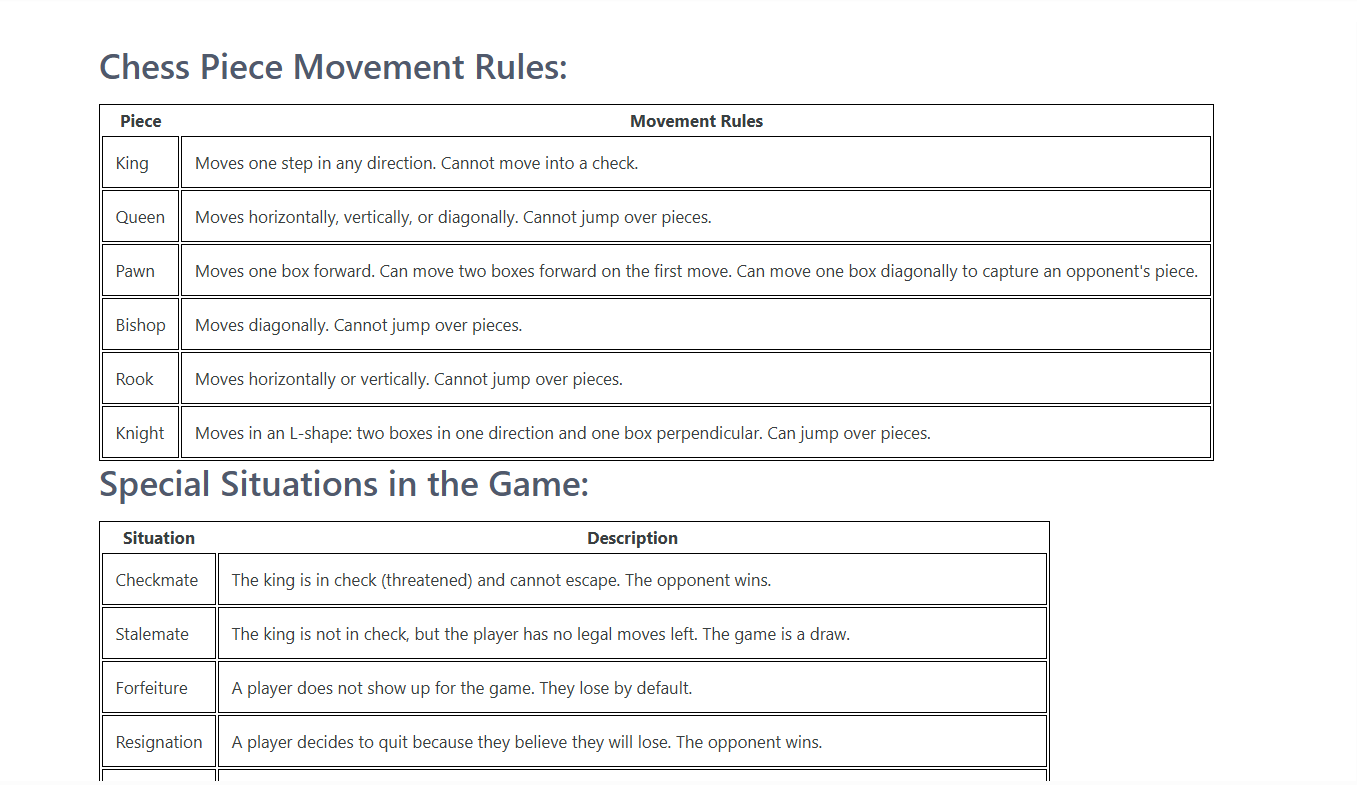 Chess Piece Movement Rules:
Piece Movement Rules
King Moves one step in any direction. Cannot move into a check.
Queen Moves horizontally, vertically, or diagonally. Cannot jump over pieces.
Pawn Moves one box forward. Can move two boxes forward on the first move. Can move one box diagonally to capture an opponent's piece.
Bishop Moves diagonally. Cannot jump over pieces.
Rook Moves horizontally or vertically. Cannot jump over pieces.
Knight Moves in an L-shape: two boxes in one direction and one box perpendicular. Can jump over pieces.
Special Situations in the Game:
Situation Description
Checkmate The king is in check (threatened) and cannot escape. The opponent wins.
Stalemate The king is not in check, but the player has no legal moves left. The game is a draw.
Forfeiture A player does not show up for the game. They lose by default.
Resignation A player decides to quit because they believe they will lose. The opponent wins.